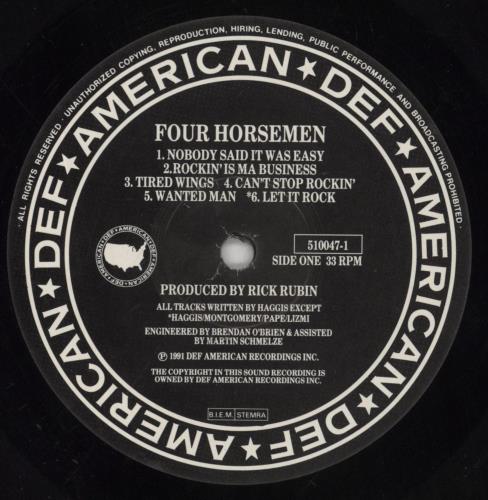 ALL RIGHTS RESERVED · UNAUTHORIZED COPYING, REPRODUCTION, HIRING, LENDING, PUBLIC PERFORMANCE AND BROADCASTING PROHIBITED ·
DEF ★ AMERICAN ★ DEF ★ AMERICAN ★ DEF ★ AMERICAN ★
FOUR HORSEMEN
1. NOBODY SAID IT WAS EASY
2.ROCKIN' IS MA BUSINESS
3. TIRED WINGS 4. CAN'T STOP ROCKIN'
5. WANTED MAN *6. LET IT ROCK
DEF · AMERICAN · DEF · AMERICAN · DEF · AMERICAN ·
510047-1
SIDE ONE 33 RPM
PRODUCED BY RICK RUBIN
ALL TRACKS WRITTEN BY HAGGIS EXCEPT
*HAGGIS/MONTGOMERY/PAPE/LIZMI
ENGINEERED BY BRENDAN O'BRIEN & ASSISTED
BY MARTIN SCHMELZE
℗ 1991 DEF AMERICAN RECORDINGS INC.
THE COPYRIGHT IN THIS SOUND RECORDING IS
OWNED BY DEF AMERICAN RECORDINGS INC.
B.I.E.M. STEMRA